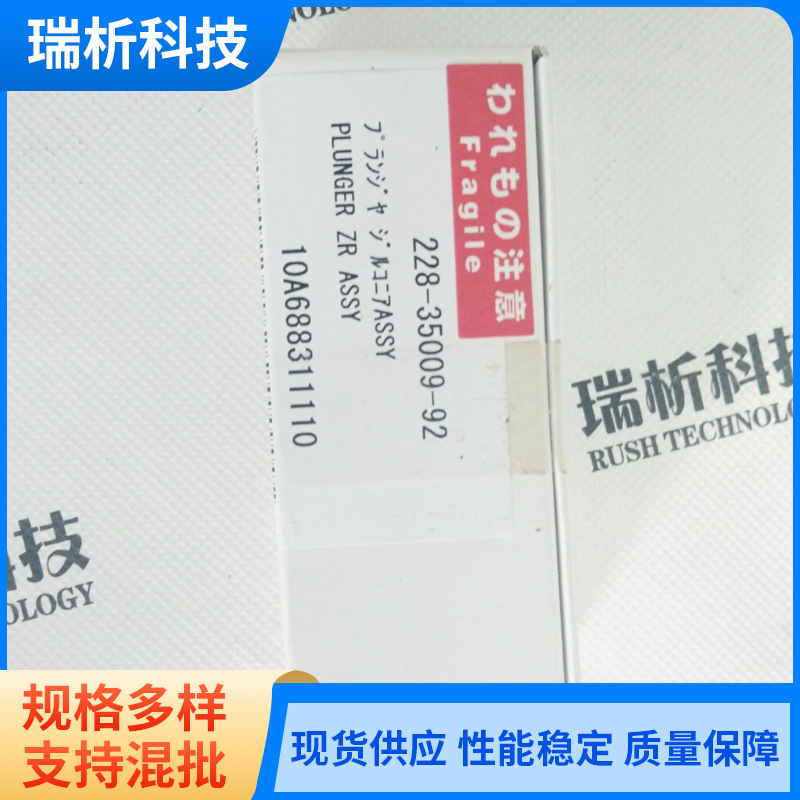 瑞析科技
NOLO
われもの注意
Fragile
228-35009-92
ﾌﾟﾗﾝｼﾞﾔ ｼﾞﾙｺﾆｱASSY
PLUNGER ZR ASSY
10A688311110
瑞析科技
RUSH TECHNOLO
科技
NOLOGY
规格多样
支持混批
现货供应 性能稳定 质量保障